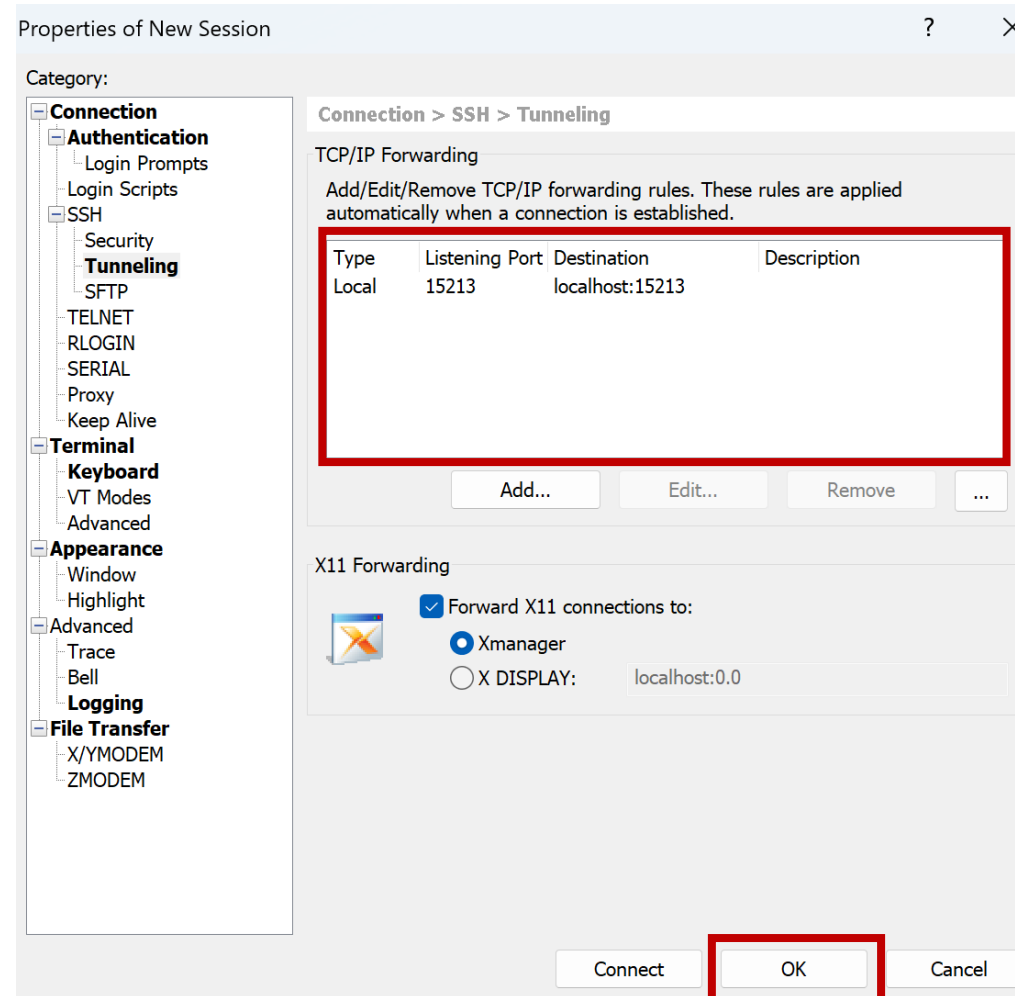 Properties of New Session
?
Category:
Connection
Authentication
Login Prompts
Login Scripts
SSH
Security
Tunneling
SFTP
TELNET
RLOGIN
SERIAL
Proxy
Keep Alive
Terminal
Keyboard
VT Modes
Advanced
Appearance
Window
Highlight
Advanced
Trace
Bell
Logging
File Transfer
X/YMODEM
ZMODEM
Connection > SSH > Tunneling
TCP/IP Forwarding
Add/Edit/Remove TCP/IP forwarding rules. These rules are applied
automatically when a connection is established.
Type Listening Port Destination Description
Local 15213 localhost:15213
Add... Edit... Remove ...
X11 Forwarding
Forward X11 connections to:
Xmanager
X DISPLAY: localhost:0.0
Connect OK Cancel